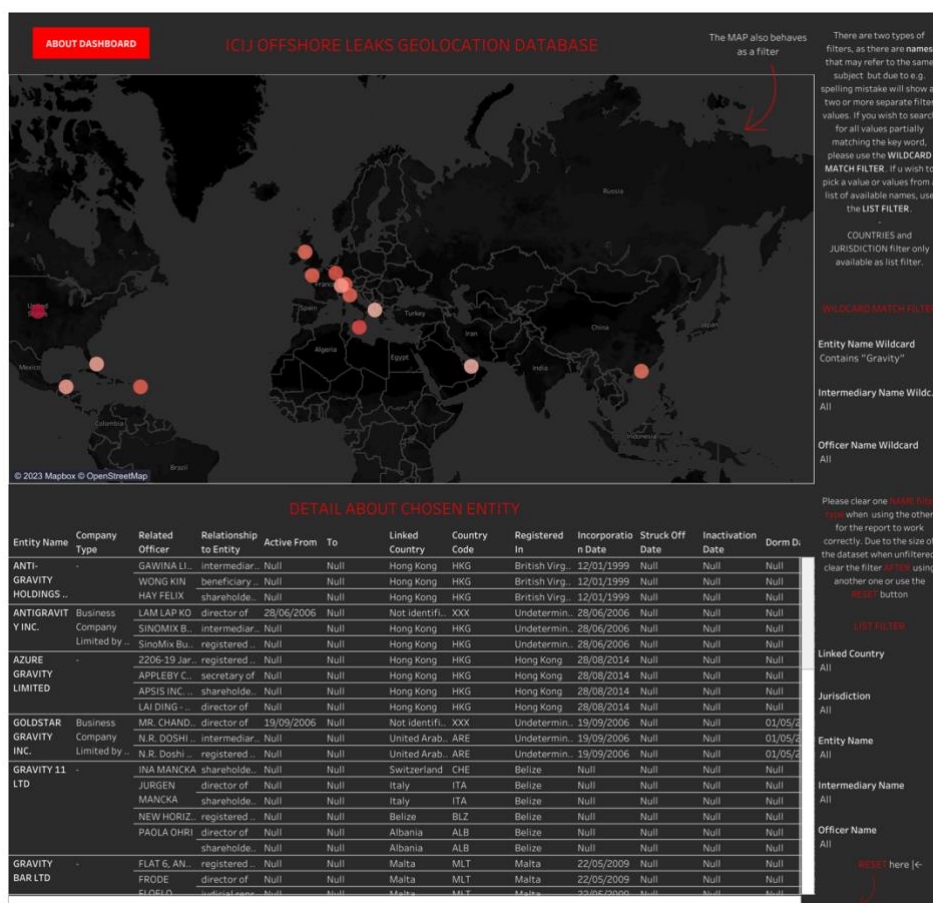 ABOUT DASHBOARD
ICIJ OFFSHORE LEAKS GEOLOCATION DATABASE
The MAP also behaves
as a filter
There are two types of
filters, as there are names
that may refer to the same
subject but due to e.g.
spelling mistake will show a
two or more separate filter
values. If you wish to search
for all values partially
matching the key word,
please use the WILDCARD
MATCH FILTER. If u wish to
pick a value or values from a
list of available names, use
the LIST FILTER.
-
COUNTRIES and
JURISDICTION filter only
available as list filter.
Russia
United
France
Spain
Turkey
Iran
China
Japan
Algeria
Egypt
India
Mexico
Colombia
Brazil
Indonesia
© 2023 Mapbox © OpenStreetMap
WILDCARD MATCH FILTER
Entity Name Wildcard
Contains "Gravity"
Intermediary Name Wildc..
All
Officer Name Wildcard
All
DETAIL ABOUT CHOSEN ENTITY
Entity Name Company Type Related Officer Relationship to Entity Active From To Linked Country Country Code Registered In Incorporatio n Date Struck Off Date Inactivation Date Dorm Da
ANTI-GRAVITY HOLDINGS .. - GAWINA LI.. intermediar.. Null Null Hong Kong HKG British Virg.. 12/01/1999 Null Null Null
WONG KIN beneficiary .. Null Null Hong Kong HKG British Virg.. 12/01/1999 Null Null Null
HAY FELIX shareholde.. Null Null Hong Kong HKG British Virg.. 12/01/1999 Null Null Null
ANTIGRAVIT Y INC. Business Company Limited by .. LAM LAP KO director of 28/06/2006 Null Not identifi.. XXX Undetermin.. 28/06/2006 Null Null Null
SINOMIX B.. intermediar.. Null Null Hong Kong HKG Undetermin.. 28/06/2006 Null Null Null
SinoMix Bu.. registered .. Null Null Hong Kong HKG Undetermin.. 28/06/2006 Null Null Null
AZURE GRAVITY LIMITED - 2206-19 Jar.. registered .. Null Null Hong Kong HKG Hong Kong 28/08/2014 Null Null Null
APPLEBY C.. secretary of Null Null Hong Kong HKG Hong Kong 28/08/2014 Null Null Null
APSIS INC. .. shareholde.. Null Null Hong Kong HKG Hong Kong 28/08/2014 Null Null Null
LAI DING - .. director of Null Null Hong Kong HKG Hong Kong 28/08/2014 Null Null Null
GOLDSTAR GRAVITY INC. Business Company Limited by .. MR. CHAND.. director of 19/09/2006 Null Not identifi.. XXX Undetermin.. 19/09/2006 Null Null 01/05/2
N.R. DOSHI .. intermediar.. Null Null United Arab.. ARE Undetermin.. 19/09/2006 Null Null 01/05/2
N.R. Doshi .. registered .. Null Null United Arab.. ARE Undetermin.. 19/09/2006 Null Null 01/05/2
GRAVITY 11 LTD - INA MANCKA shareholde.. Null Null Switzerland CHE Belize Null Null Null Null
JURGEN MANCKA director of Null Null Italy ITA Belize Null Null Null Null
shareholde.. Null Null Italy ITA Belize Null Null Null Null
NEW HORIZ.. registered .. Null Null Belize BLZ Belize Null Null Null Null
PAOLA OHRI director of Null Null Albania ALB Belize Null Null Null Null
shareholde.. Null Null Albania ALB Belize Null Null Null Null
GRAVITY BAR LTD - FLAT 6, AN.. registered .. Null Null Malta MLT Malta 22/05/2009 Null Null Null
FRODE director of Null Null Malta MLT Malta 22/05/2009 Null Null Null
Null Null Malta MLT Malta 22/05/2009 Null Null Null
Please clear one NAME filter
type when using the other
for the report to work
correctly. Due to the size of
the dataset when unfiltered,
clear the filter AFTER using
another one or use the
RESET button
LIST FILTER
Linked Country
All
Jurisdiction
All
Entity Name
All
Intermediary Name
All
Officer Name
All
RESET here |<-